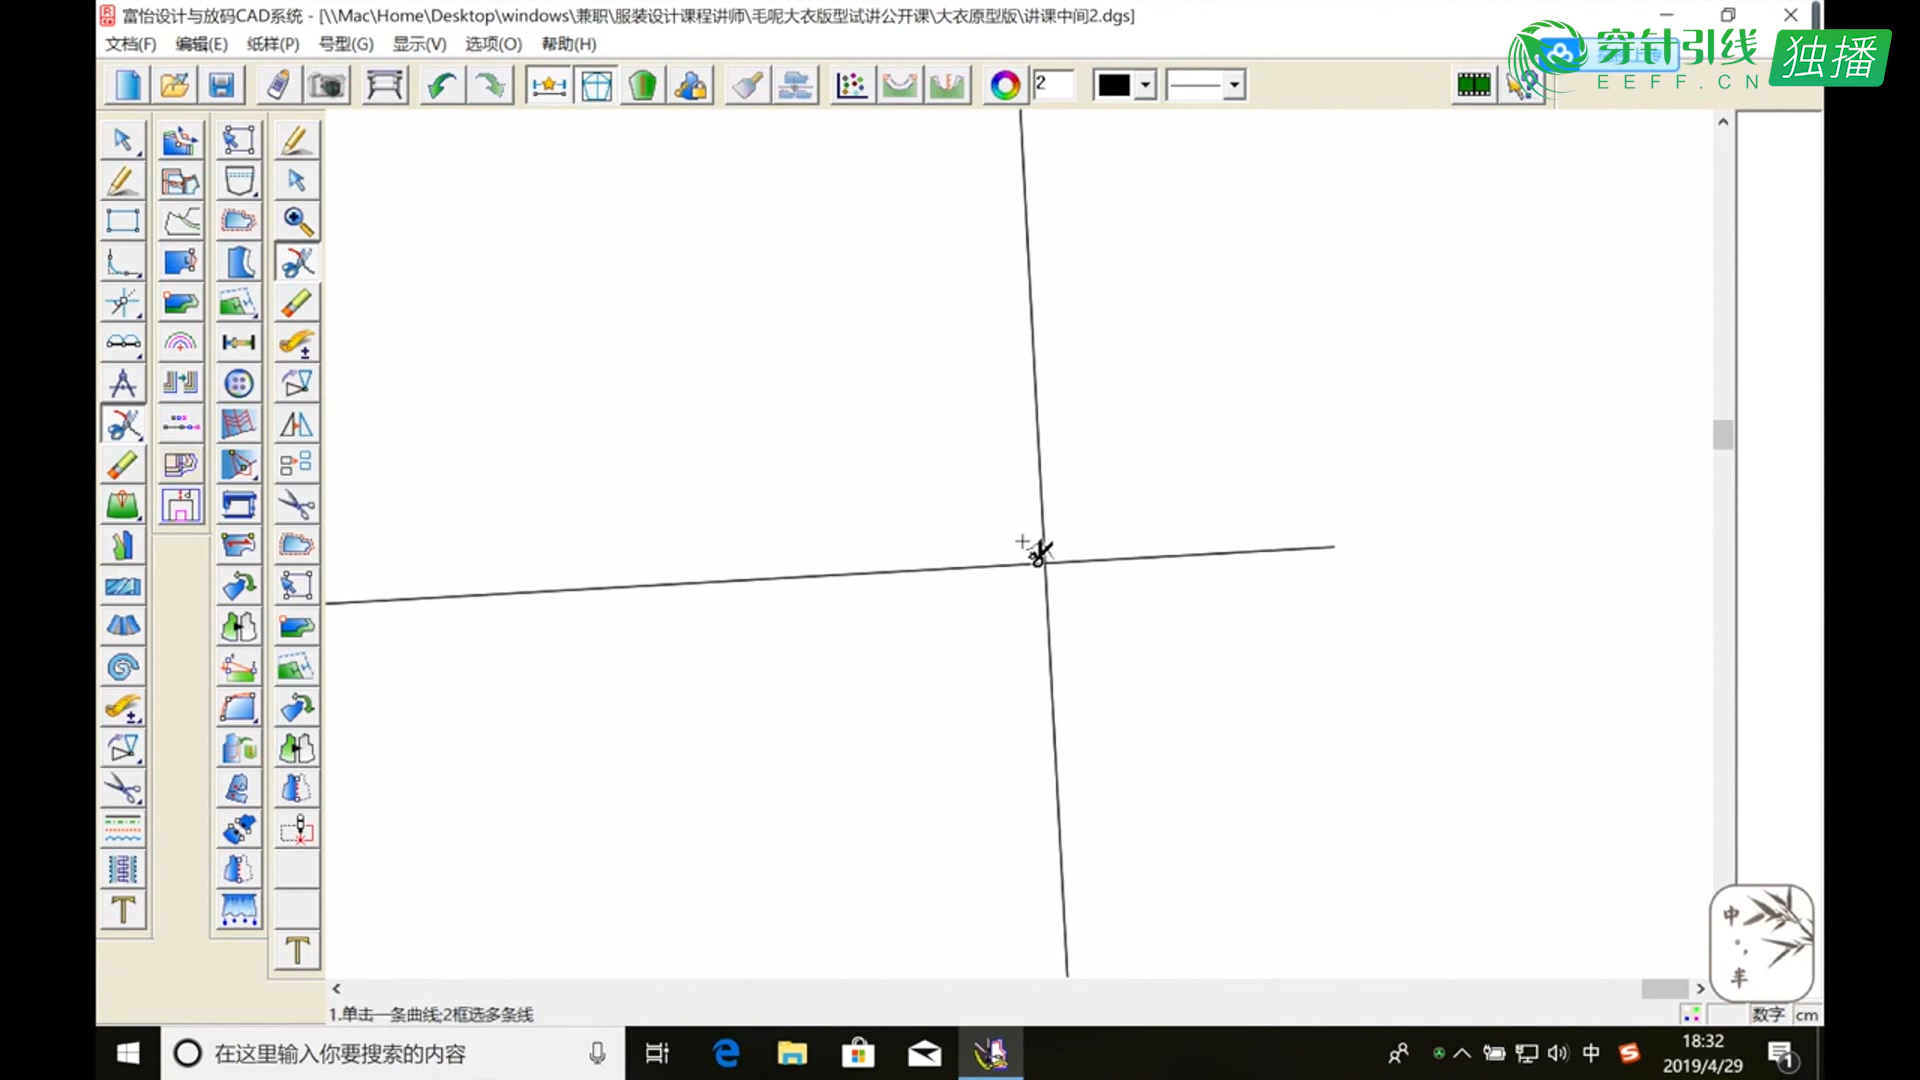 富怡设计与放码CAD系统 - [\\Mac\Home\Desktop\windows\兼职\服装设计课程讲师\毛呢大衣版型试讲公开课\大衣原型版\讲课中间2.dgs]
文档(F) 编辑(E) 纸样(P) 号型(G) 显示(V) 选项(O) 帮助(H)
穿针引线 独播
EEFF.CN
2
中
半
1.单击一条曲线;2框选多条线
数字 cm
在这里输入你要搜索的内容
中
18:32
2019/4/29
1